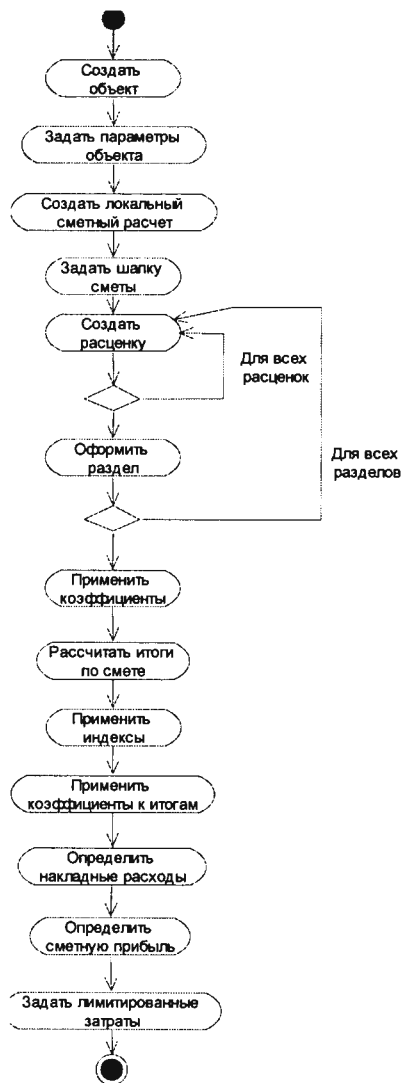 Создать
объект
Задать параметры
объекта
Создать локальный
сметный расчет
Задать шапку
сметы
Создать
расценку
Для всех
расценок
Оформить
раздел
Для всех
разделов
Применить
коэффициенты
Рассчитать итоги
по смете
Применить
индексы
Применить
коэффициенты к итогам
Определить
накладные расходы
Определить
сметную прибыль
Задать лимитированные
затраты